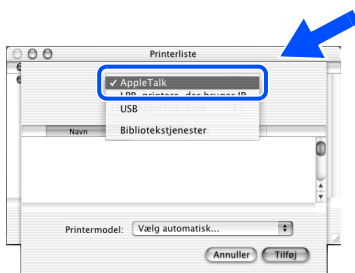 Printerliste
✓ AppleTalk
LPR-printere, der bruger IP
USB
Bibliotekstjenester
Navn
Printermodel: Vælg automatisk...
Annuller Tilføj